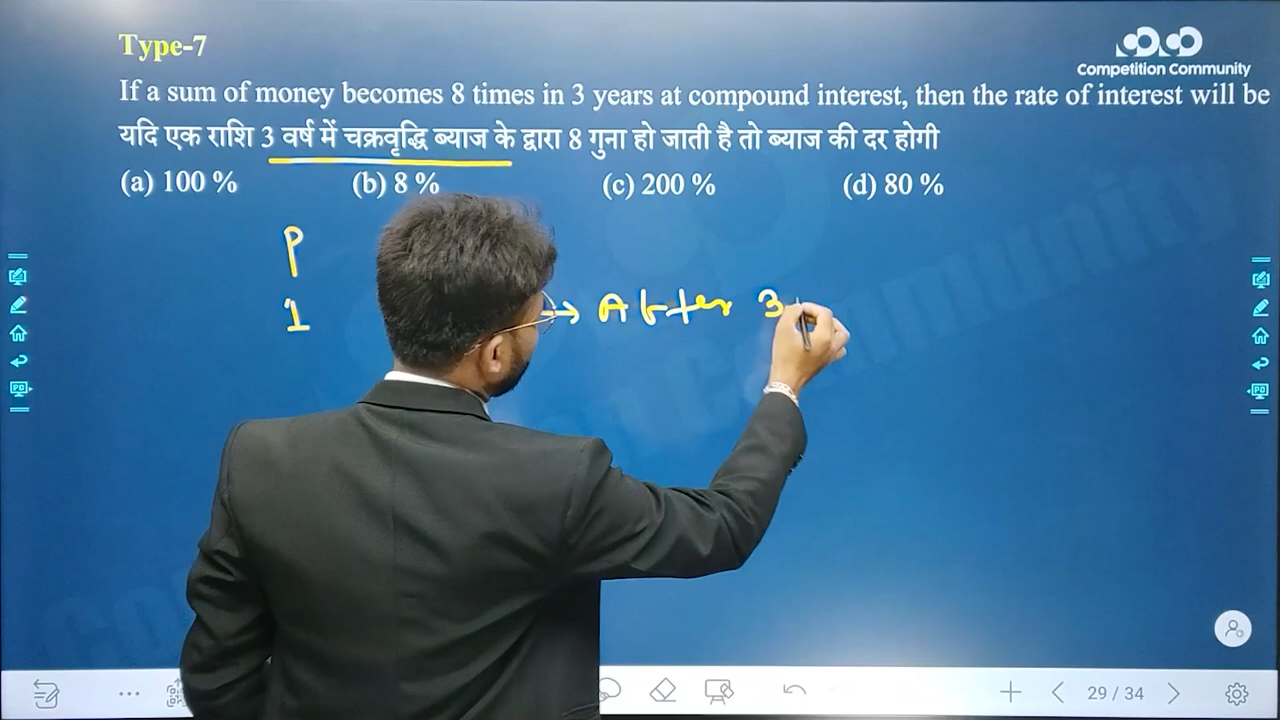 Type-7
Competition Community
If a sum of money becomes 8 times in 3 years at compound interest, then the rate of interest will be
यदि एक राशि 3 वर्ष में चक्रवृद्धि ब्याज के द्वारा 8 गुना हो जाती है तो ब्याज की दर होगी
(a) 100 % (b) 8 % (c) 200 % (d) 80 %
P
1 → After 3
29 / 34